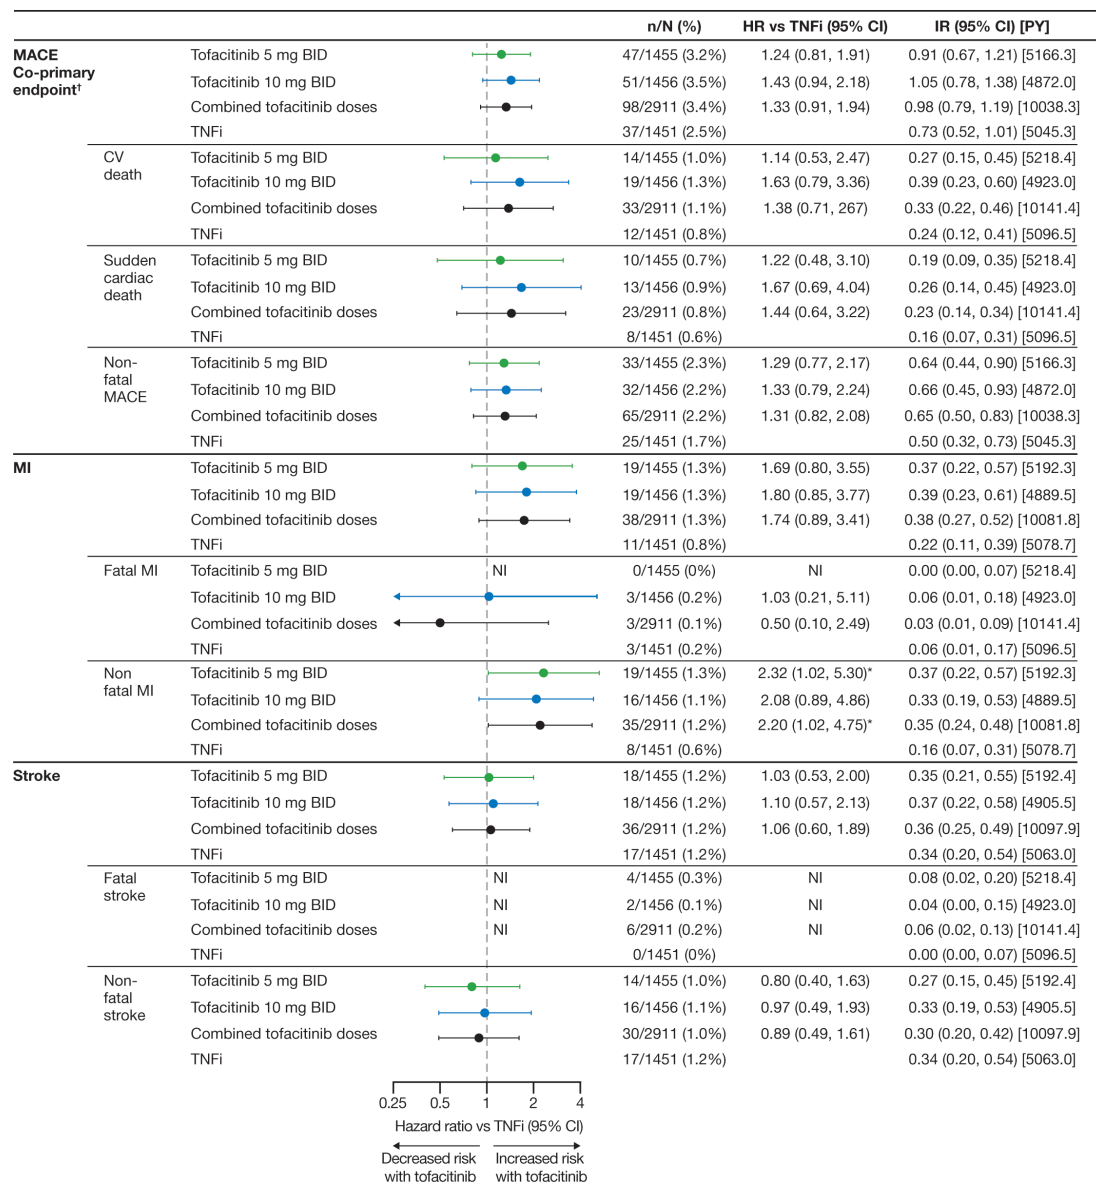 n/N (%) HR vs TNFi (95% CI) IR (95% CI) [PY]
MACE Tofacitinib 5 mg BID 47/1455 (3.2%) 1.24 (0.81, 1.91) 0.91 (0.67, 1.21) [5166.3]
Co-primary
endpoint† Tofacitinib 10 mg BID 51/1456 (3.5%) 1.43 (0.94, 2.18) 1.05 (0.78, 1.38) [4872.0]
Combined tofacitinib doses 98/2911 (3.4%) 1.33 (0.91, 1.94) 0.98 (0.79, 1.19) [10038.3]
TNFi 37/1451 (2.5%) 0.73 (0.52, 1.01) [5045.3]
CV Tofacitinib 5 mg BID 14/1455 (1.0%) 1.14 (0.53, 2.47) 0.27 (0.15, 0.45) [5218.4]
death Tofacitinib 10 mg BID 19/1456 (1.3%) 1.63 (0.79, 3.36) 0.39 (0.23, 0.60) [4923.0]
Combined tofacitinib doses 33/2911 (1.1%) 1.38 (0.71, 267) 0.33 (0.22, 0.46) [10141.4]
TNFi 12/1451 (0.8%) 0.24 (0.12, 0.41) [5096.5]
Sudden Tofacitinib 5 mg BID 10/1455 (0.7%) 1.22 (0.48, 3.10) 0.19 (0.09, 0.35) [5218.4]
cardiac
death Tofacitinib 10 mg BID 13/1456 (0.9%) 1.67 (0.69, 4.04) 0.26 (0.14, 0.45) [4923.0]
Combined tofacitinib doses 23/2911 (0.8%) 1.44 (0.64, 3.22) 0.23 (0.14, 0.34) [10141.4]
TNFi 8/1451 (0.6%) 0.16 (0.07, 0.31) [5096.5]
Non- Tofacitinib 5 mg BID 33/1455 (2.3%) 1.29 (0.77, 2.17) 0.64 (0.44, 0.90) [5166.3]
fatal
MACE Tofacitinib 10 mg BID 32/1456 (2.2%) 1.33 (0.79, 2.24) 0.66 (0.45, 0.93) [4872.0]
Combined tofacitinib doses 65/2911 (2.2%) 1.31 (0.82, 2.08) 0.65 (0.50, 0.83) [10038.3]
TNFi 25/1451 (1.7%) 0.50 (0.32, 0.73) [5045.3]
MI Tofacitinib 5 mg BID 19/1455 (1.3%) 1.69 (0.80, 3.55) 0.37 (0.22, 0.57) [5192.3]
Tofacitinib 10 mg BID 19/1456 (1.3%) 1.80 (0.85, 3.77) 0.39 (0.23, 0.61) [4889.5]
Combined tofacitinib doses 38/2911 (1.3%) 1.74 (0.89, 3.41) 0.38 (0.27, 0.52) [10081.8]
TNFi 11/1451 (0.8%) 0.22 (0.11, 0.39) [5078.7]
Fatal MI Tofacitinib 5 mg BID NI 0/1455 (0%) NI 0.00 (0.00, 0.07) [5218.4]
Tofacitinib 10 mg BID 3/1456 (0.2%) 1.03 (0.21, 5.11) 0.06 (0.01, 0.18) [4923.0]
Combined tofacitinib doses 3/2911 (0.1%) 0.50 (0.10, 2.49) 0.03 (0.01, 0.09) [10141.4]
TNFi 3/1451 (0.2%) 0.06 (0.01, 0.17) [5096.5]
Non Tofacitinib 5 mg BID 19/1455 (1.3%) 2.32 (1.02, 5.30)* 0.37 (0.22, 0.57) [5192.3]
fatal MI Tofacitinib 10 mg BID 16/1456 (1.1%) 2.08 (0.89, 4.86) 0.33 (0.19, 0.53) [4889.5]
Combined tofacitinib doses 35/2911 (1.2%) 2.20 (1.02, 4.75)* 0.35 (0.24, 0.48) [10081.8]
TNFi 8/1451 (0.6%) 0.16 (0.07, 0.31) [5078.7]
Stroke Tofacitinib 5 mg BID 18/1455 (1.2%) 1.03 (0.53, 2.00) 0.35 (0.21, 0.55) [5192.4]
Tofacitinib 10 mg BID 18/1456 (1.2%) 1.10 (0.57, 2.13) 0.37 (0.22, 0.58) [4905.5]
Combined tofacitinib doses 36/2911 (1.2%) 1.06 (0.60, 1.89) 0.36 (0.25, 0.49) [10097.9]
TNFi 17/1451 (1.2%) 0.34 (0.20, 0.54) [5063.0]
Fatal Tofacitinib 5 mg BID NI 4/1455 (0.3%) NI 0.08 (0.02, 0.20) [5218.4]
stroke Tofacitinib 10 mg BID NI 2/1456 (0.1%) NI 0.04 (0.00, 0.15) [4923.0]
Combined tofacitinib doses NI 6/2911 (0.2%) NI 0.06 (0.02, 0.13) [10141.4]
TNFi 0/1451 (0%) 0.00 (0.00, 0.07) [5096.5]
Non- Tofacitinib 5 mg BID 14/1455 (1.0%) 0.80 (0.40, 1.63) 0.27 (0.15, 0.45) [5192.4]
fatal
stroke Tofacitinib 10 mg BID 16/1456 (1.1%) 0.97 (0.49, 1.93) 0.33 (0.19, 0.53) [4905.5]
Combined tofacitinib doses 30/2911 (1.0%) 0.89 (0.49, 1.61) 0.30 (0.20, 0.42) [10097.9]
TNFi 17/1451 (1.2%) 0.34 (0.20, 0.54) [5063.0]
0.25 0.5 1 2 4
Hazard ratio vs TNFi (95% CI)
Decreased risk Increased risk
with tofacitinib with tofacitinib